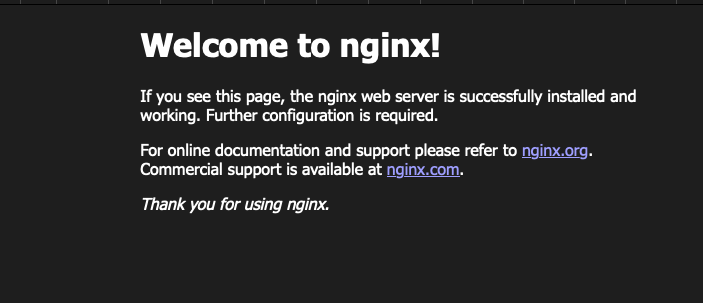 Welcome to nginx!
If you see this page, the nginx web server is successfully installed and
working. Further configuration is required.
For online documentation and support please refer to nginx.org.
Commercial support is available at nginx.com.
Thank you for using nginx.